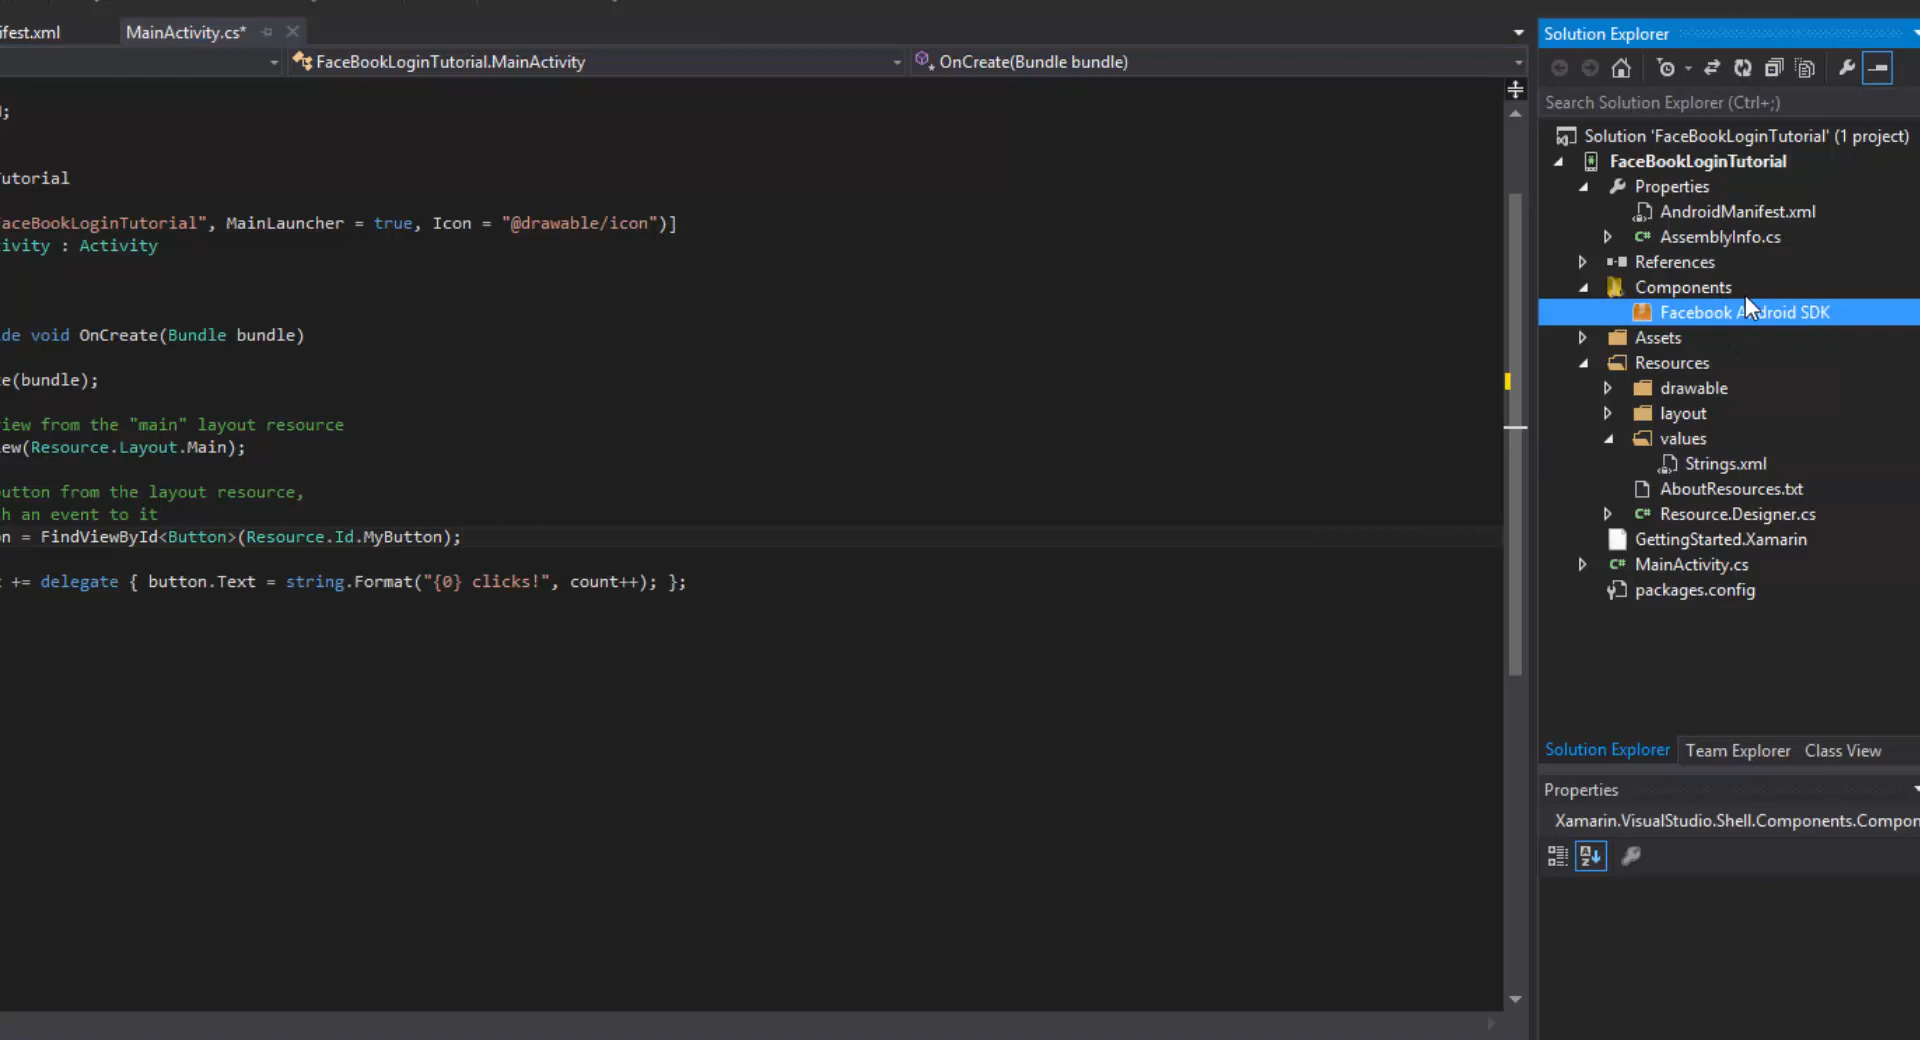 ifest.xml
MainActivity.cs*
FaceBookLoginTutorial.MainActivity
OnCreate(Bundle bundle)
;
utorial
aceBookLoginTutorial", MainLauncher = true, Icon = "@drawable/icon")]
ivity : Activity
de void OnCreate(Bundle bundle)
e(bundle);
iew from the "main" layout resource
ew(Resource.Layout.Main);
utton from the layout resource,
h an event to it
n = FindViewById<Button>(Resource.Id.MyButton);
+= delegate { button.Text = string.Format("{0} clicks!", count++); };
Solution Explorer
Search Solution Explorer (Ctrl+;)
Solution 'FaceBookLoginTutorial' (1 project)
FaceBookLoginTutorial
Properties
AndroidManifest.xml
C# AssemblyInfo.cs
References
Components
Facebook Android SDK
Assets
Resources
drawable
layout
values
Strings.xml
AboutResources.txt
C# Resource.Designer.cs
GettingStarted.Xamarin
C# MainActivity.cs
packages.config
Solution Explorer Team Explorer Class View
Properties
Xamarin.VisualStudio.Shell.Components.Compon